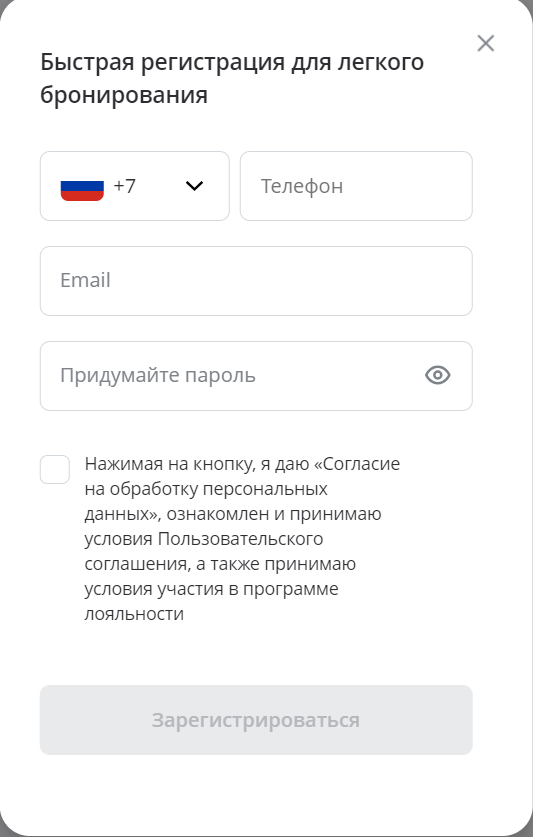 Быстрая регистрация для легкого
бронирования
+7
Телефон
Email
Придумайте пароль
Нажимая на кнопку, я даю «Согласие
на обработку персональных
данных», ознакомлен и принимаю
условия Пользовательского
соглашения, а также принимаю
условия участия в программе
лояльности
Зарегистрироваться